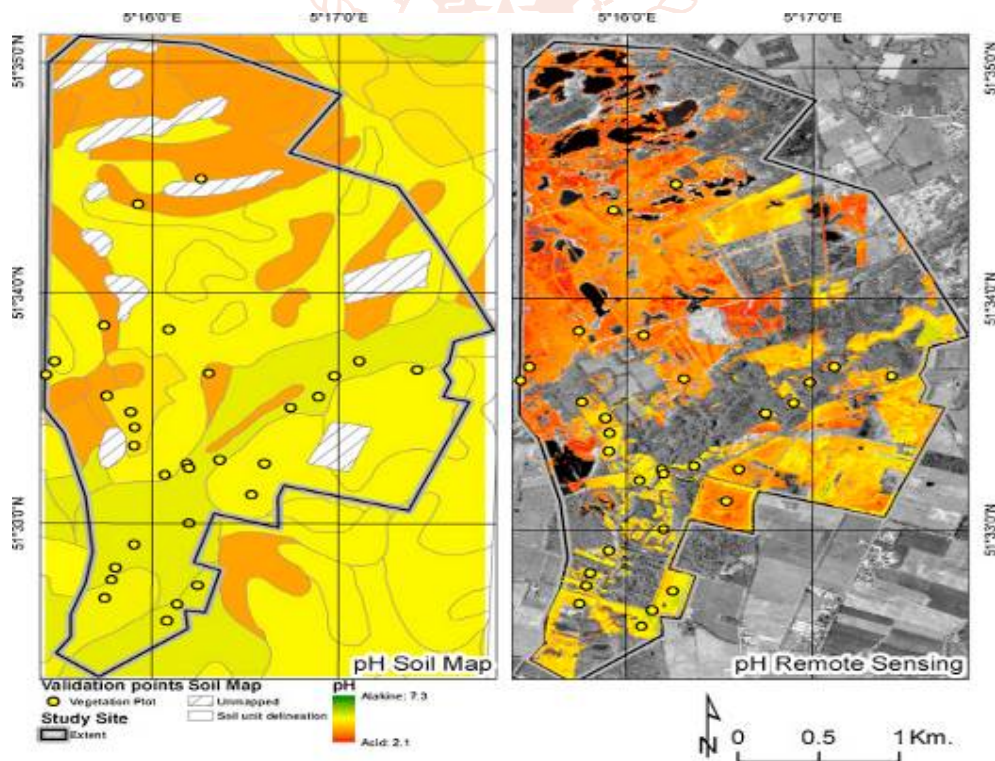 5°16'0"E 5°17'0"E 5°16'0"E 5°17'0"E
51°35'0"N 51°35'0"N
51°34'0"N 51°34'0"N
51°33'0"N 51°33'0"N
pH Soil Map
pH Remote Sensing
Validation points Soil Map pH
Vegetation Plot Unmapped Alakine: 7.3
Study Site Soil unit delineation
Extent Acid: 2.1
N 0 0.5 1 Km.